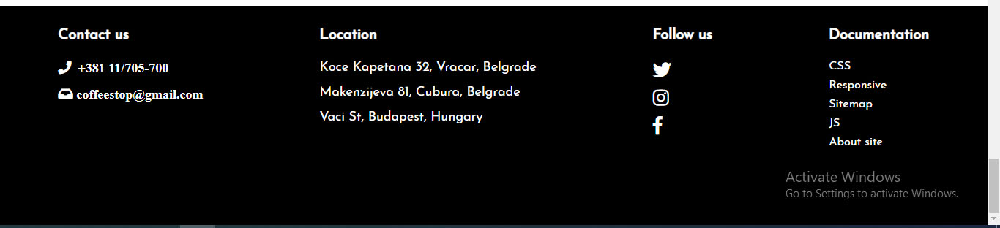 Contact us
+381 11/705-700
coffeestop@gmail.com
Location
Koce Kapetana 32, Vracar, Belgrade
Makenzijeva 81, Cubura, Belgrade
Vaci St, Budapest, Hungary
Follow us
Documentation
CSS
Responsive
Sitemap
JS
About site
Activate Windows
Go to Settings to activate Windows.